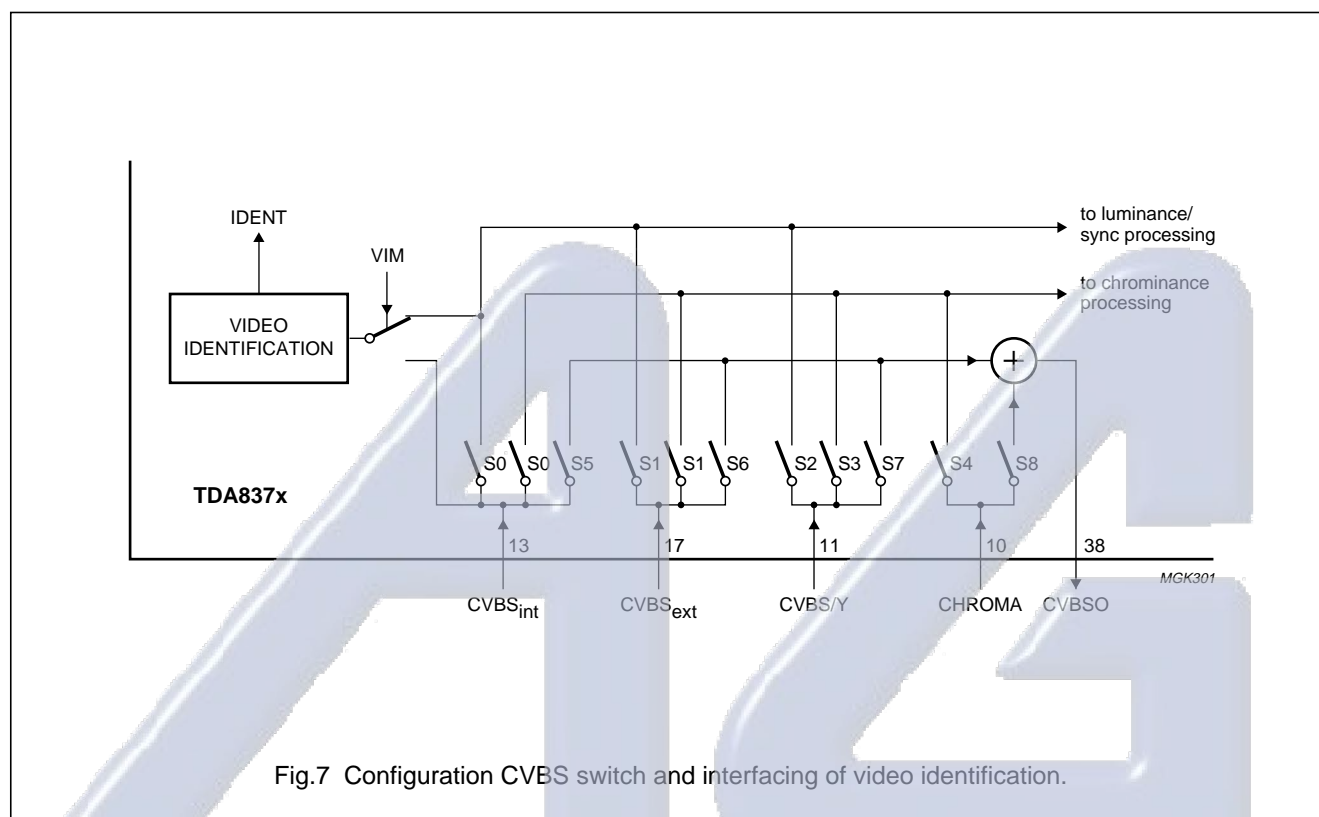 IDENT
to luminance/
sync processing
VIM
to chrominance
processing
VIDEO
IDENTIFICATION
+
S0 S0 S5 S1 S1 S6 S2 S3 S7 S4 S8
TDA837x
13 17 11 10 38
MGK301
CVBSint CVBSext CVBS/Y CHROMA CVBSO
Fig.7 Configuration CVBS switch and interfacing of video identification.
AG